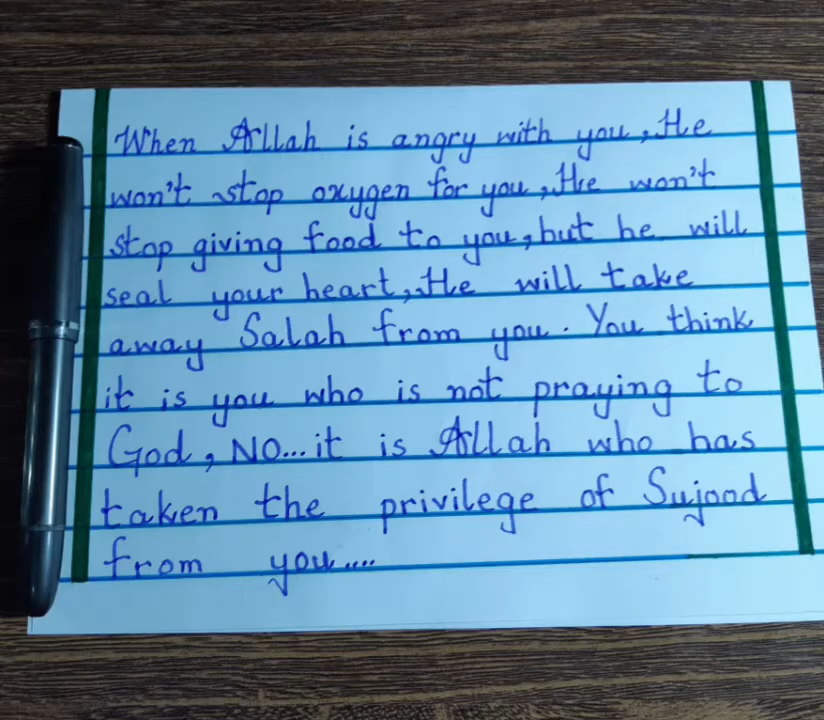 When Allah is angry with you, He
won't stop oxygen for you, He won't
stop giving food to you, but he will
seal your heart, He will take
away Salah from you. You think
it is you who is not praying to
God, NO...it is Allah who has
taken the privilege of Sujood
from you....